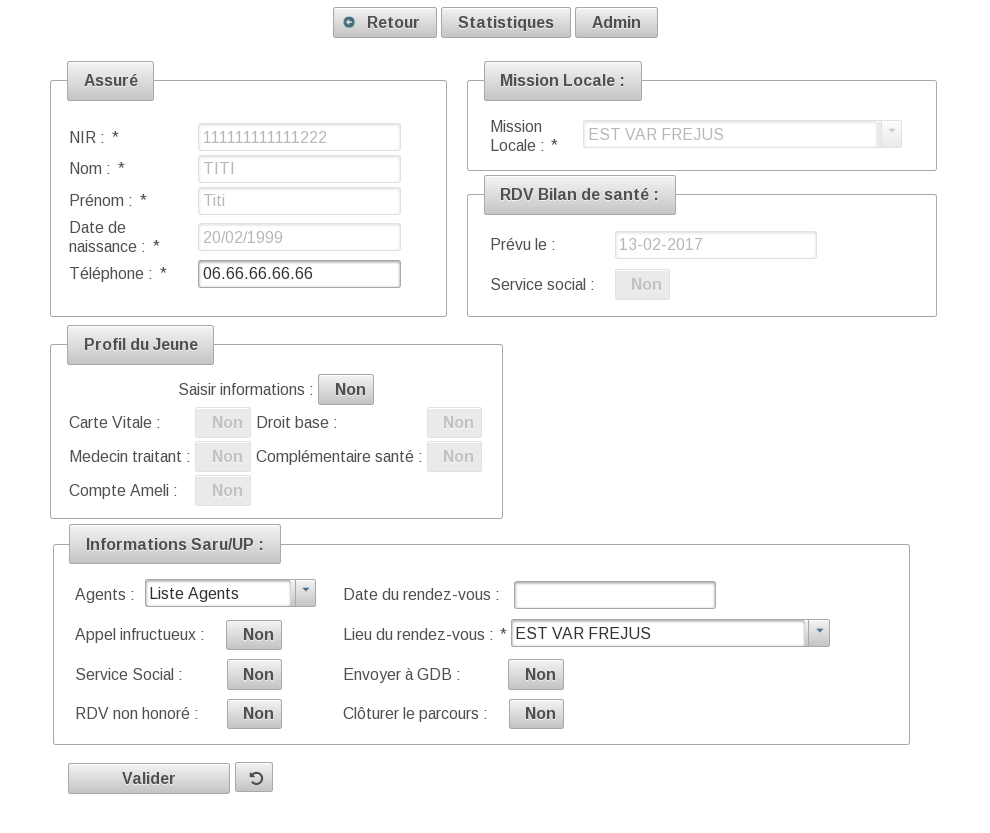 Retour Statistiques Admin
Assuré
NIR : * 111111111111222
Nom : * TITI
Prénom : * Titi
Date de
naissance : * 20/02/1999
Téléphone : * 06.66.66.66.66
Mission Locale :
Mission
Locale : * EST VAR FREJUS
RDV Bilan de santé :
Prévu le : 13-02-2017
Service social : Non
Profil du Jeune
Saisir informations : Non
Carte Vitale : Non Droit base : Non
Medecin traitant : Non Complémentaire santé : Non
Compte Ameli : Non
Informations Saru/UP :
Agents : Liste Agents Date du rendez-vous :
Appel infructueux : Non Lieu du rendez-vous : * EST VAR FREJUS
Service Social : Non Envoyer à GDB : Non
RDV non honoré : Non Clôturer le parcours : Non
Valider